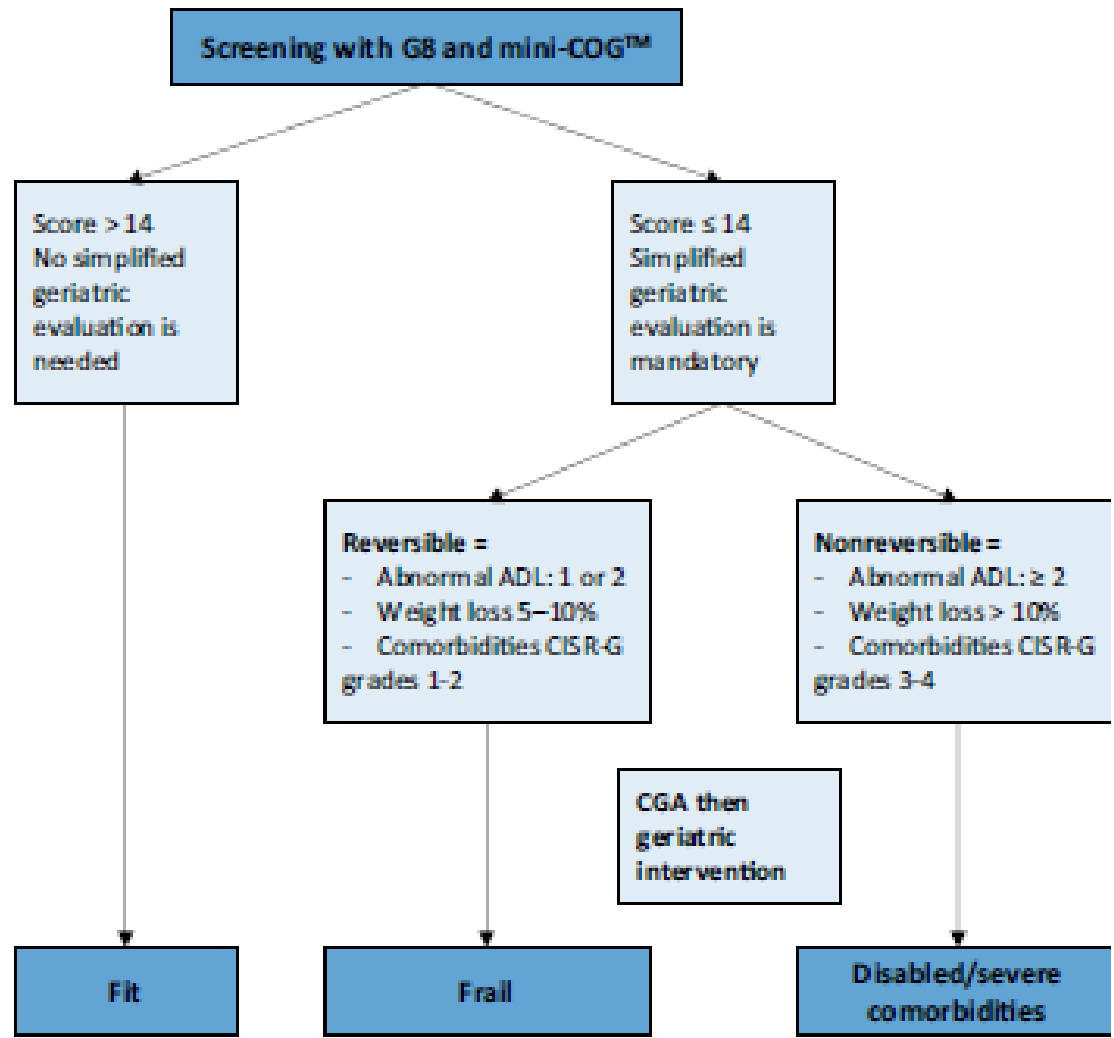 Screening with G8 and mini-COG™
Score > 14
No simplified
geriatric
evaluation is
needed
Score ≤ 14
Simplified
geriatric
evaluation is
mandatory
Reversible =
- Abnormal ADL: 1 or 2
- Weight loss 5–10%
- Comorbidities CISR-G
grades 1-2
Nonreversible =
- Abnormal ADL: ≥ 2
- Weight loss > 10%
- Comorbidities CISR-G
grades 3-4
CGA then
geriatric
intervention
Fit
Frail
Disabled/severe
comorbidities